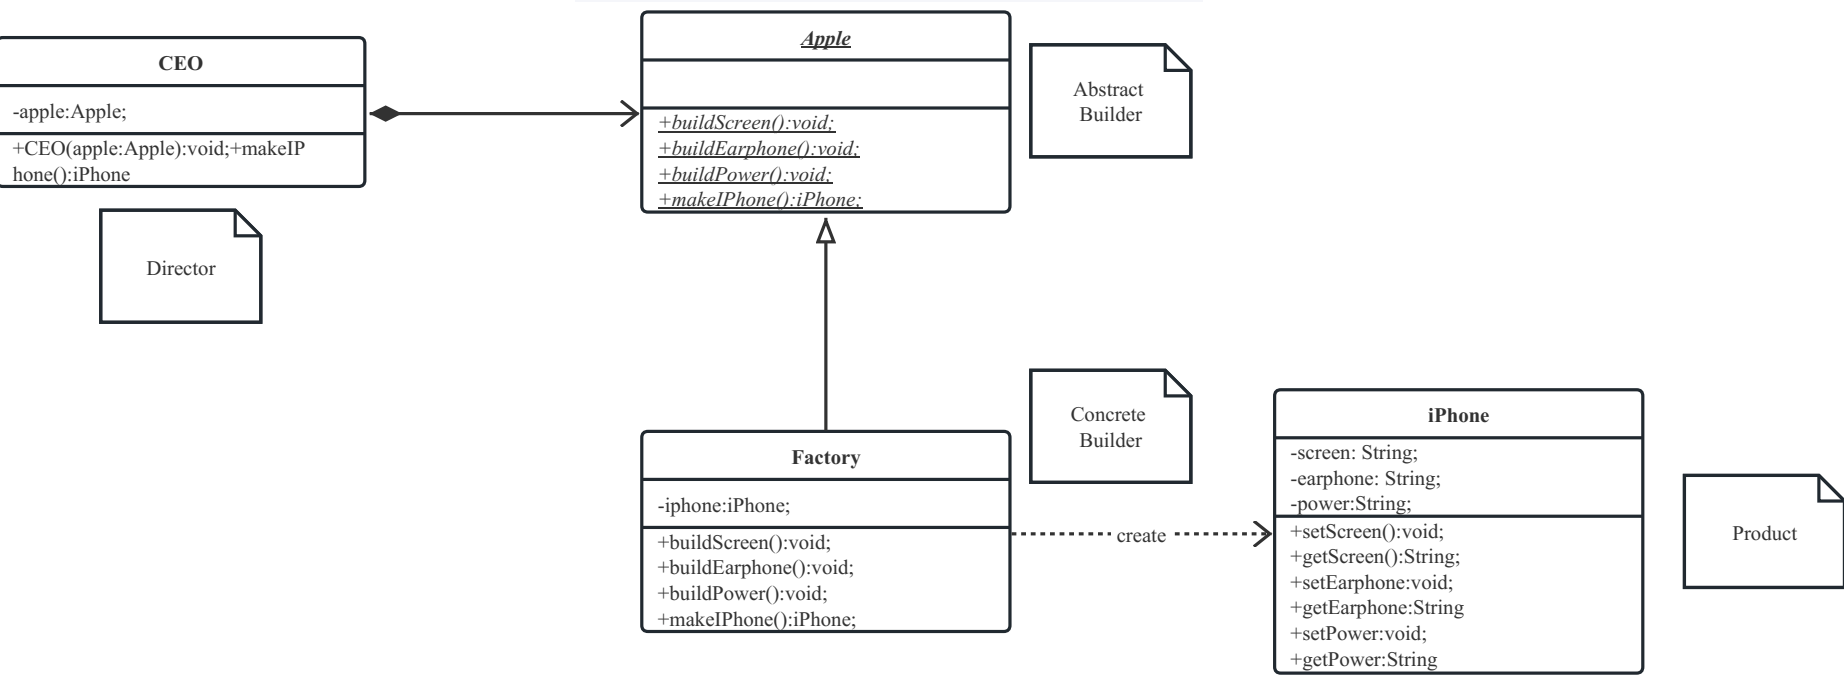 CEO
-apple:Apple;
+CEO(apple:Apple):void;+makeIP
hone():iPhone
Director
Apple
+buildScreen():void;
+buildEarphone():void;
+buildPower():void;
+makeIPhone():iPhone;
Abstract
Builder
Factory
-iphone:iPhone;
+buildScreen():void;
+buildEarphone():void;
+buildPower():void;
+makeIPhone():iPhone;
Concrete
Builder
create
iPhone
-screen: String;
-earphone: String;
-power:String;
+setScreen():void;
+getScreen():String;
+setEarphone:void;
+getEarphone:String
+setPower:void;
+getPower:String
Product